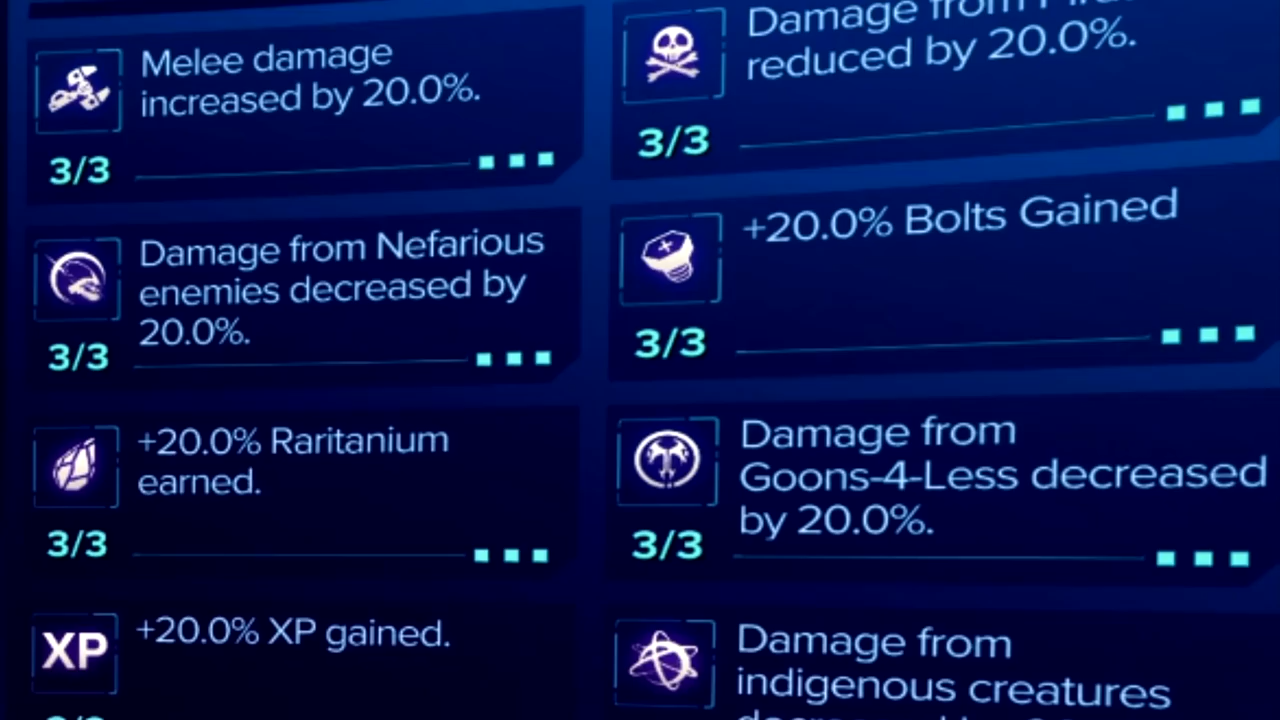 Melee damage
increased by 20.0%.
3/3
Damage from Nefarious
enemies decreased by
20.0%.
3/3
+20.0% Raritanium
earned.
3/3
XP
+20.0% XP gained.
Damage from
reduced by 20.0%.
3/3
+20.0% Bolts Gained
3/3
Damage from
Goons-4-Less decreased
by 20.0%.
3/3
Damage from
indigenous creatures